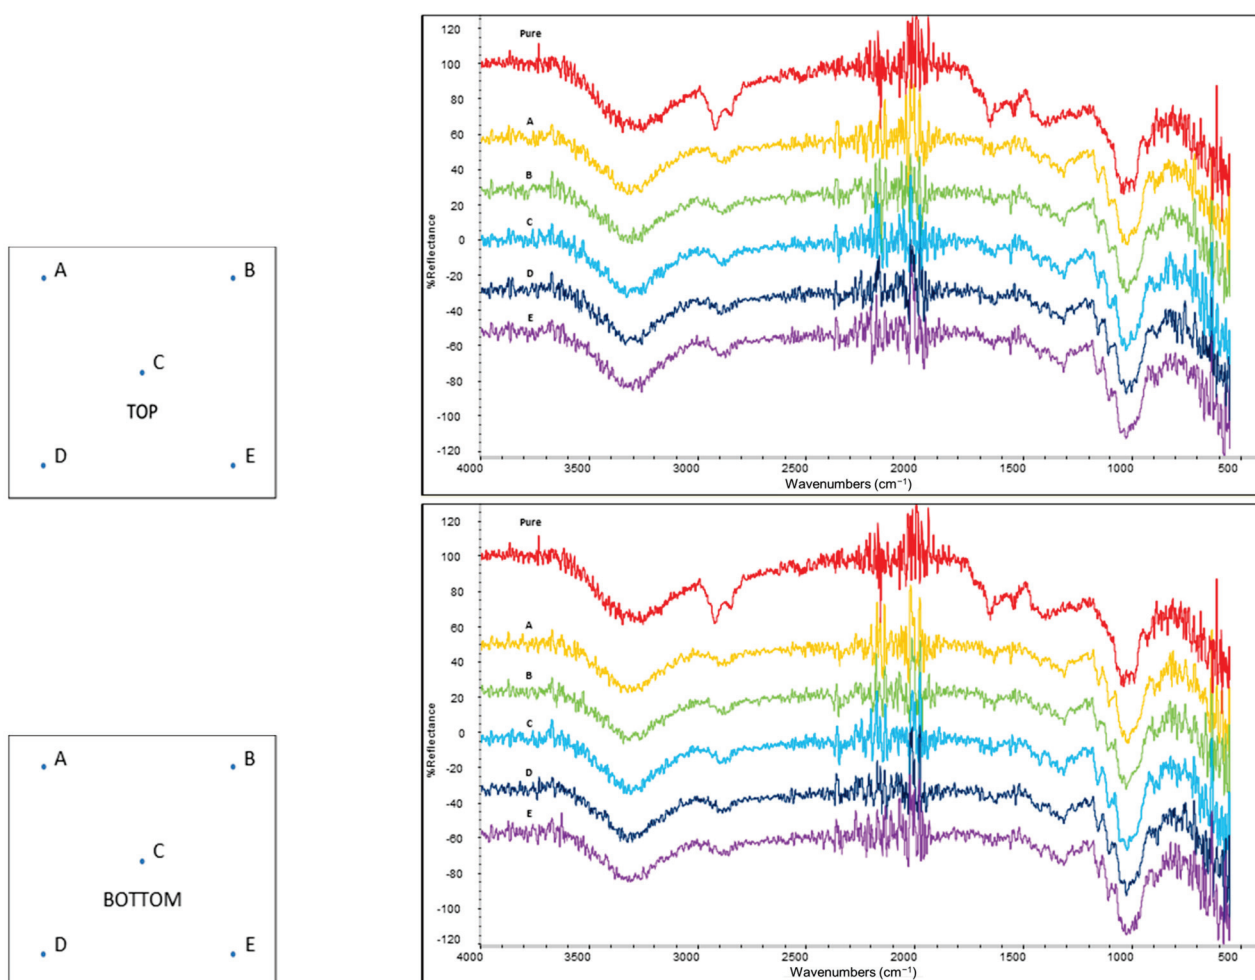 A
B
C
TOP
D
E
%Reflectance
120
100
80
60
40
20
0
-20
-40
-60
-80
-100
-120
Pure
A
B
C
D
E
4000
3500
3000
2500
2000
1500
1000
500
Wavenumbers (cm⁻¹)
A
B
C
BOTTOM
D
E
%Reflectance
120
100
80
60
40
20
0
-20
-40
-60
-80
-100
-120
Pure
A
B
C
D
E
4000
3500
3000
2500
2000
1500
1000
500
Wavenumbers (cm⁻¹)